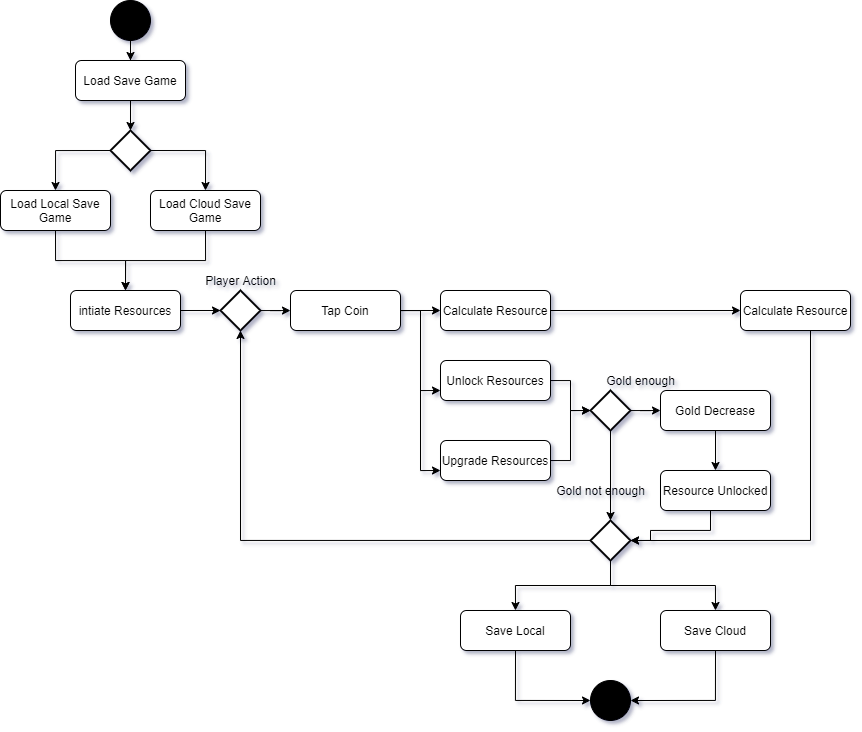 Load Save Game
Load Local Save
Game
Load Cloud Save
Game
Player Action
intiate Resources
Tap Coin
Calculate Resource
Calculate Resource
Unlock Resources
Gold enough
Gold Decrease
Upgrade Resources
Gold not enough
Resource Unlocked
Save Local
Save Cloud